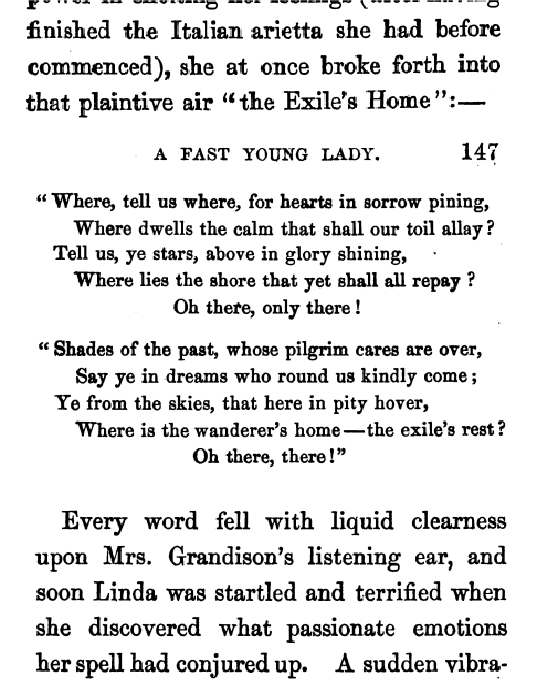 finished the Italian arietta she had before
commenced), she at once broke forth into
that plaintive air “the Exile’s Home”:—
A FAST YOUNG LADY. 147
“Where, tell us where, for hearts in sorrow pining,
Where dwells the calm that shall our toil allay?
Tell us, ye stars, above in glory shining,
Where lies the shore that yet shall all repay?
Oh there, only there!
“Shades of the past, whose pilgrim cares are over,
Say ye in dreams who round us kindly come;
Ye from the skies, that here in pity hover,
Where is the wanderer’s home—the exile’s rest?
Oh there, there!”
Every word fell with liquid clearness
upon Mrs. Grandison’s listening ear, and
soon Linda was startled and terrified when
she discovered what passionate emotions
her spell had conjured up. A sudden vibra-